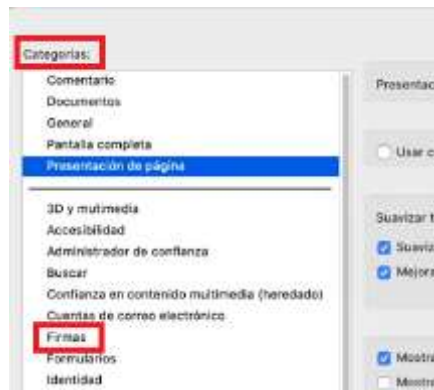 Categorías:
Comentario
Documentos
General
Pantalla completa
Presentación de página
3D y mutimedia
Accesibilidad
Administrador de confianza
Buscar
Confianza en contenido multimedia (heredado)
Cuentas de correo electrónico
Firmas
Formularios
Identidad
Presentac
Usar c
Suavizar t
Suaviz
Mejora
Mostra
Mostra